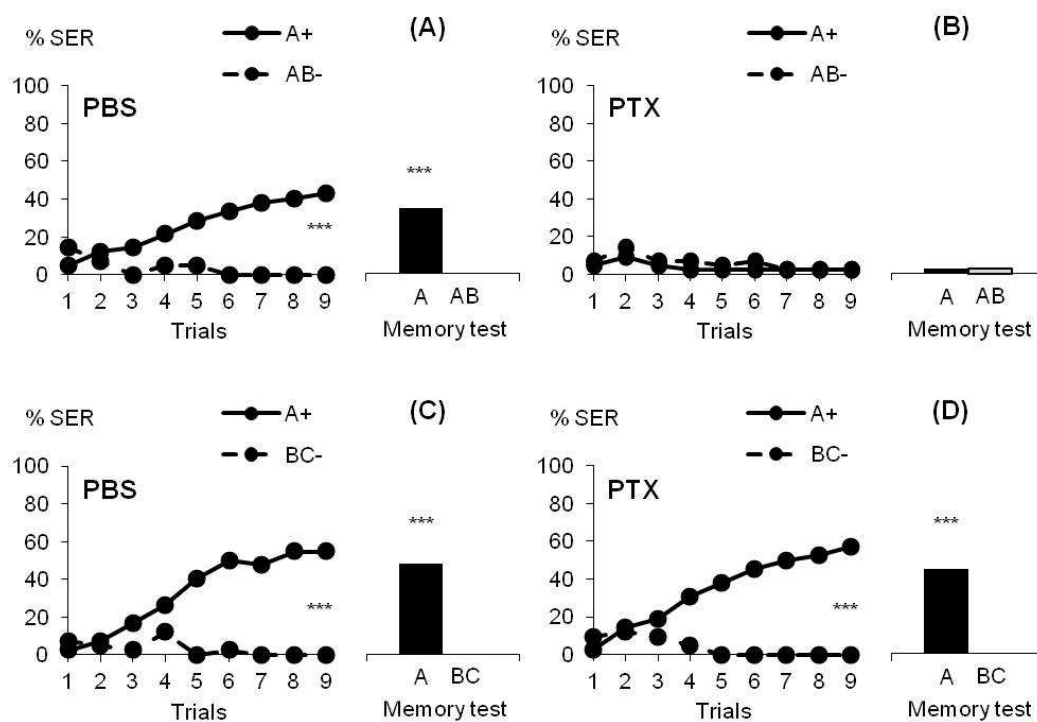 % SER
A+
AB-
(A)
PBS
100
80
60
40
20
0
***
***
1 2 3 4 5 6 7 8 9
Trials
A AB
Memory test
% SER
A+
AB-
(B)
PTX
100
80
60
40
20
0
1 2 3 4 5 6 7 8 9
Trials
A AB
Memory test
% SER
A+
BC-
(C)
PBS
100
80
60
40
20
0
***
***
1 2 3 4 5 6 7 8 9
Trials
A BC
Memory test
% SER
A+
BC-
(D)
PTX
100
80
60
40
20
0
***
***
1 2 3 4 5 6 7 8 9
Trials
A BC
Memory test